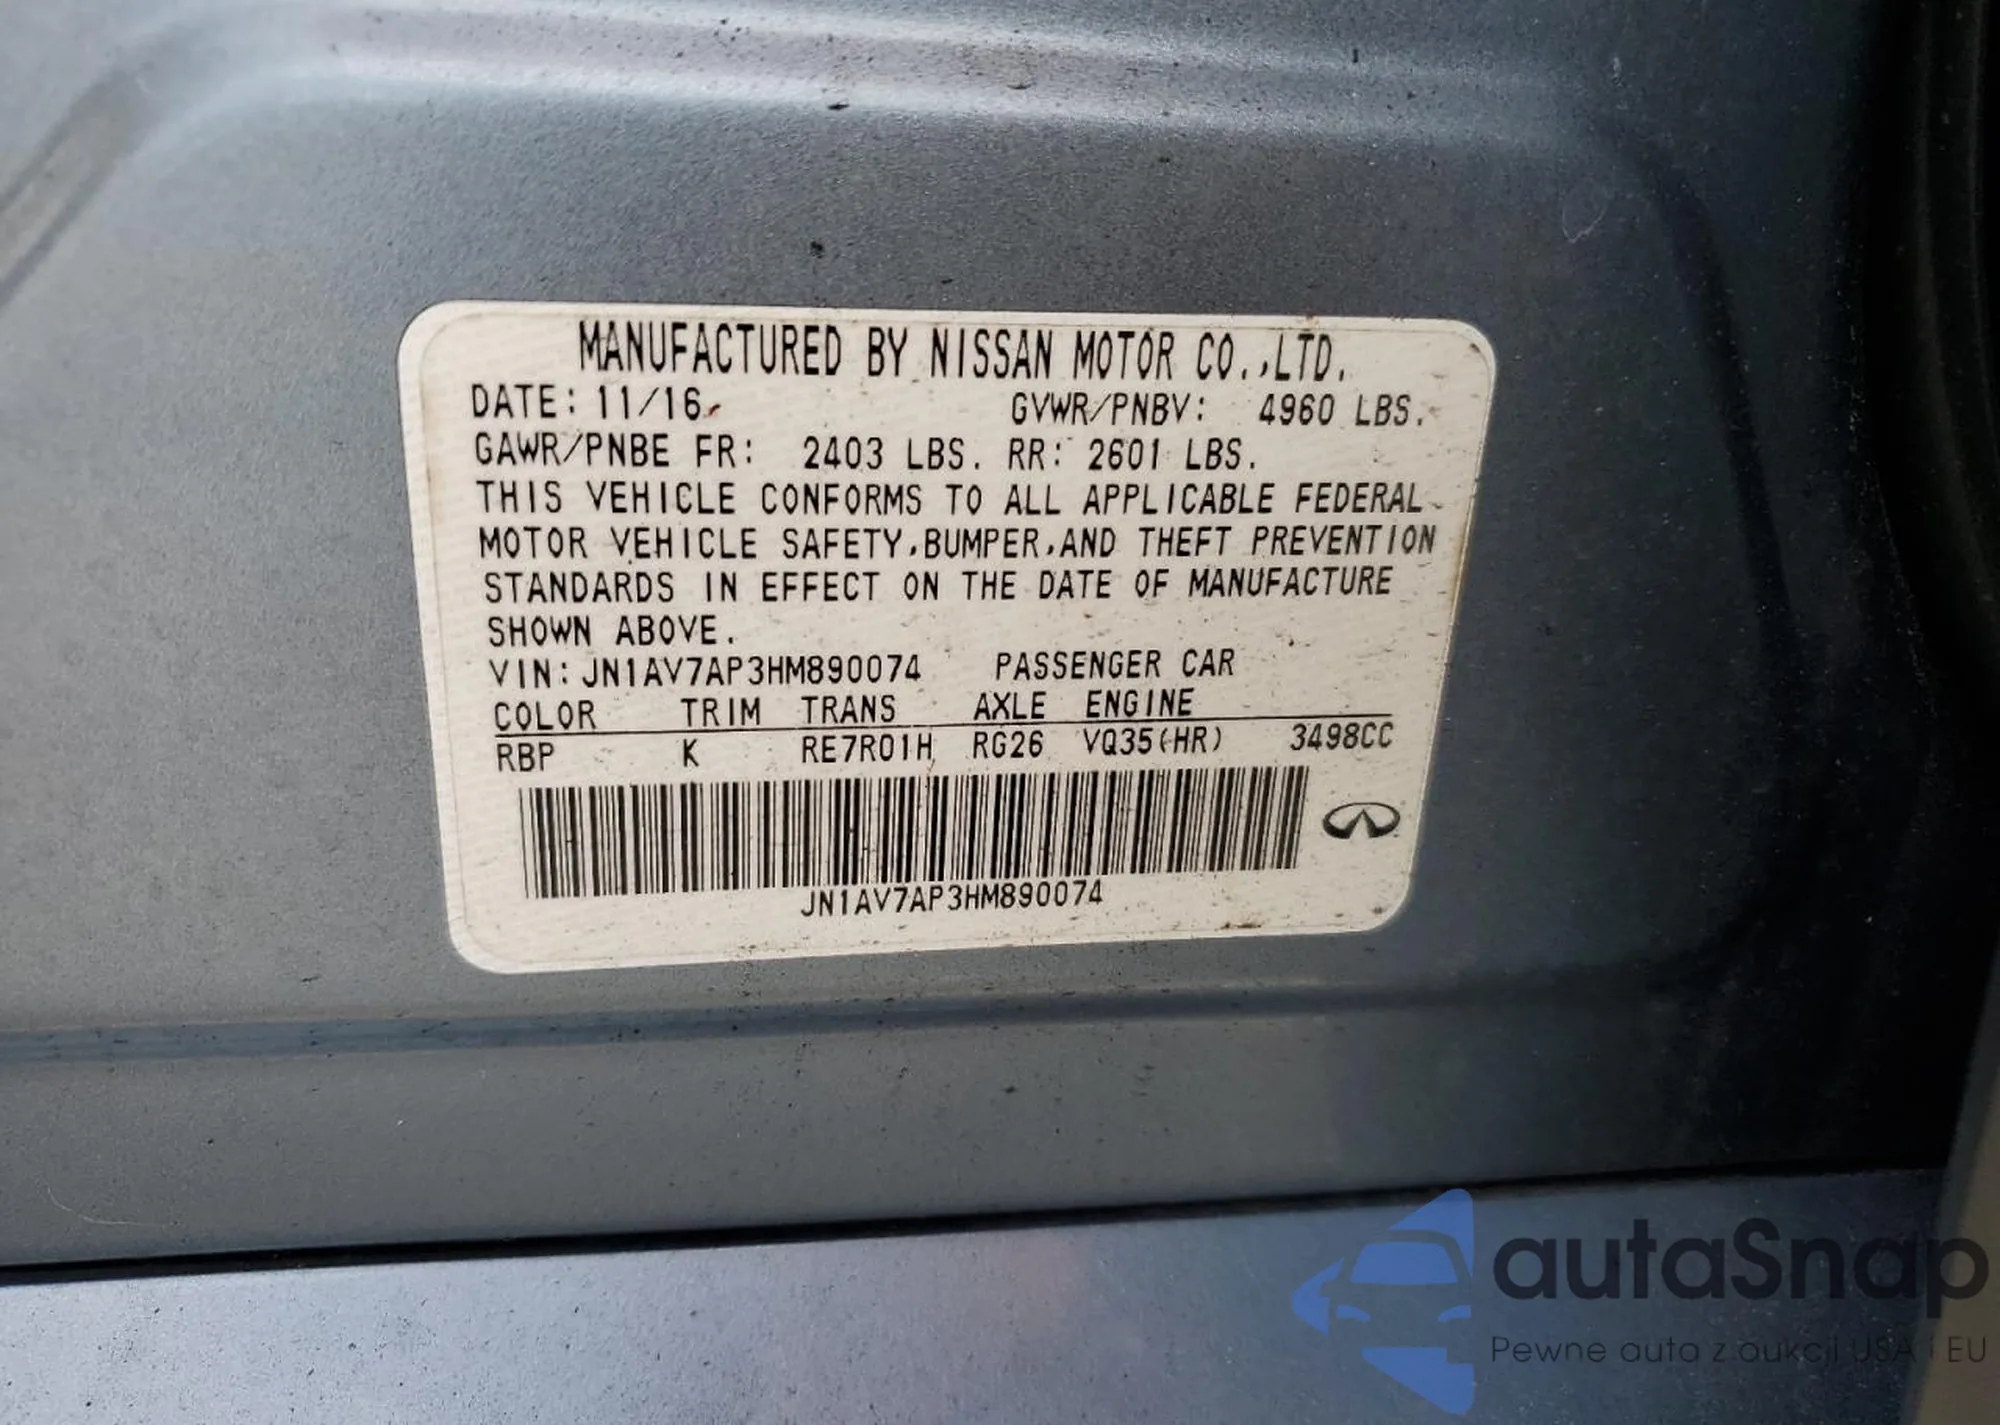 MANUFACTURED BY NISSAN MOTOR CO.,LTD.
DATE: 11/16 GVWR/PNBV: 4960 LBS.
GAWR/PNBE FR: 2403 LBS. RR: 2601 LBS.
THIS VEHICLE CONFORMS TO ALL APPLICABLE FEDERAL
MOTOR VEHICLE SAFETY,BUMPER,AND THEFT PREVENTION
STANDARDS IN EFFECT ON THE DATE OF MANUFACTURE
SHOWN ABOVE.
VIN: JN1AV7AP3HM890074 PASSENGER CAR
COLOR TRIM TRANS AXLE ENGINE
RBP K RE7R01H RG26 VQ35(HR) 3498CC
JN1AV7AP3HM890074
autaSnap
Pewne auta z aukcji USA i EU